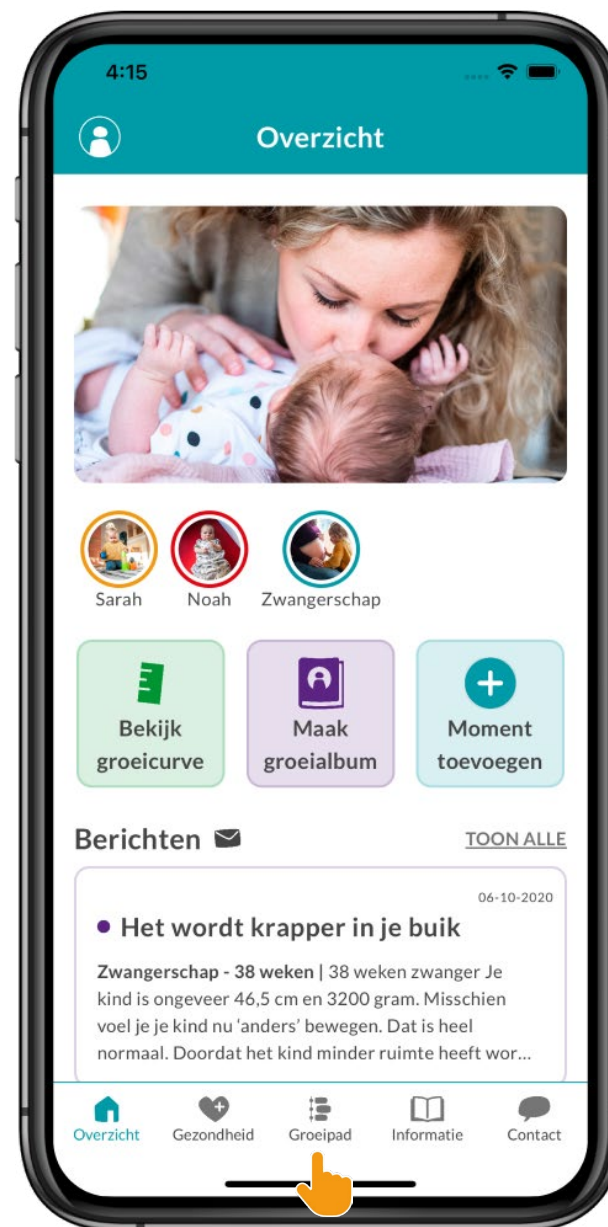 4:15
Overzicht
Sarah
Noah
Zwangerschap
Bekijk
groeicurve
Maak
groeialbum
Moment
toevoegen
Berichten
TOON ALLE
06-10-2020
Het wordt krapper in je buik
Zwangerschap - 38 weken | 38 weken zwanger Je
kind is ongeveer 46,5 cm en 3200 gram. Misschien
voel je je kind nu ‘anders’ bewegen. Dat is heel
normaal. Doordat het kind minder ruimte heeft wor...
Overzicht
Gezondheid
Groeipad
Informatie
Contact